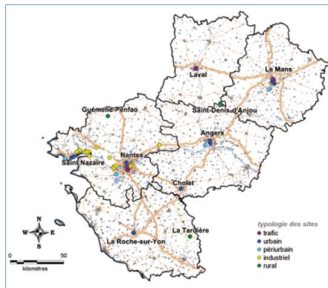 Laval
Le Mans
Guémené-Penfao
Saint-Denis-d'Anjou
Angers
Saint Nazaire
Nantes
Cholet
La Tardière
La Roche-sur-Yon
N
W E
S
0 50
kilomètres
typologie des sites
trafic
urbain
périurbain
industriel
rural